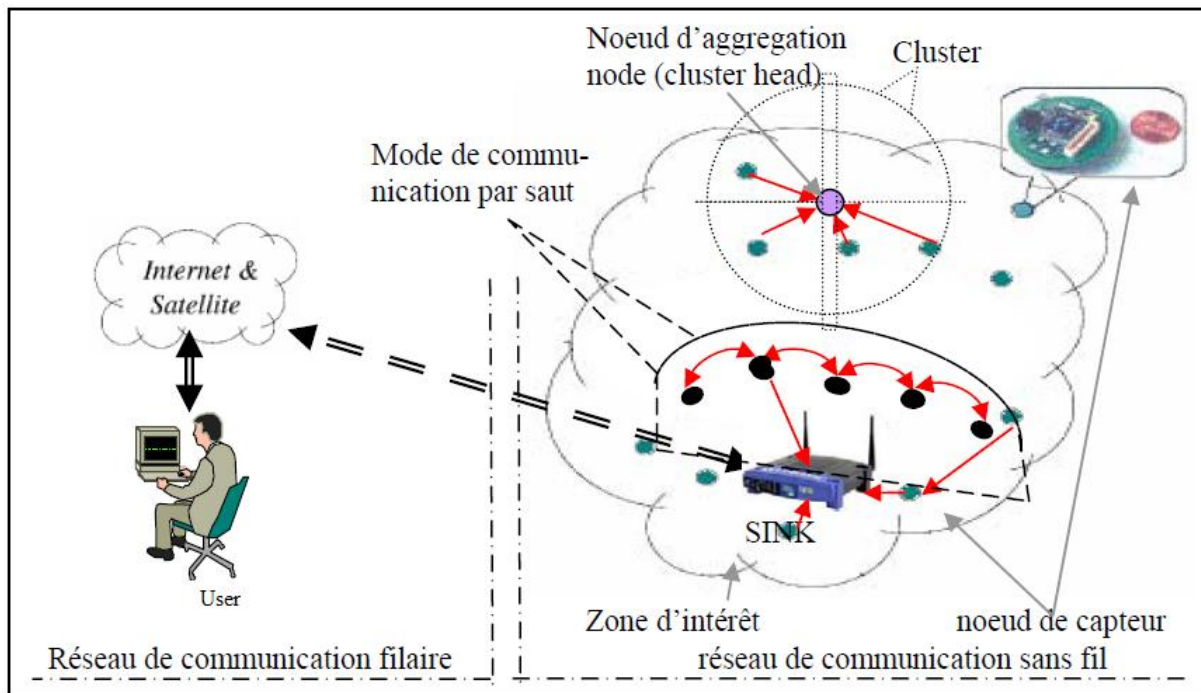 Noeud d'aggregation
node (cluster head)
Cluster
Mode de commu-
nication par saut
Internet &
Satellite
SINK
User
Zone d'intérêt
noeud de capteur
Réseau de communication filaire
réseau de communication sans fil